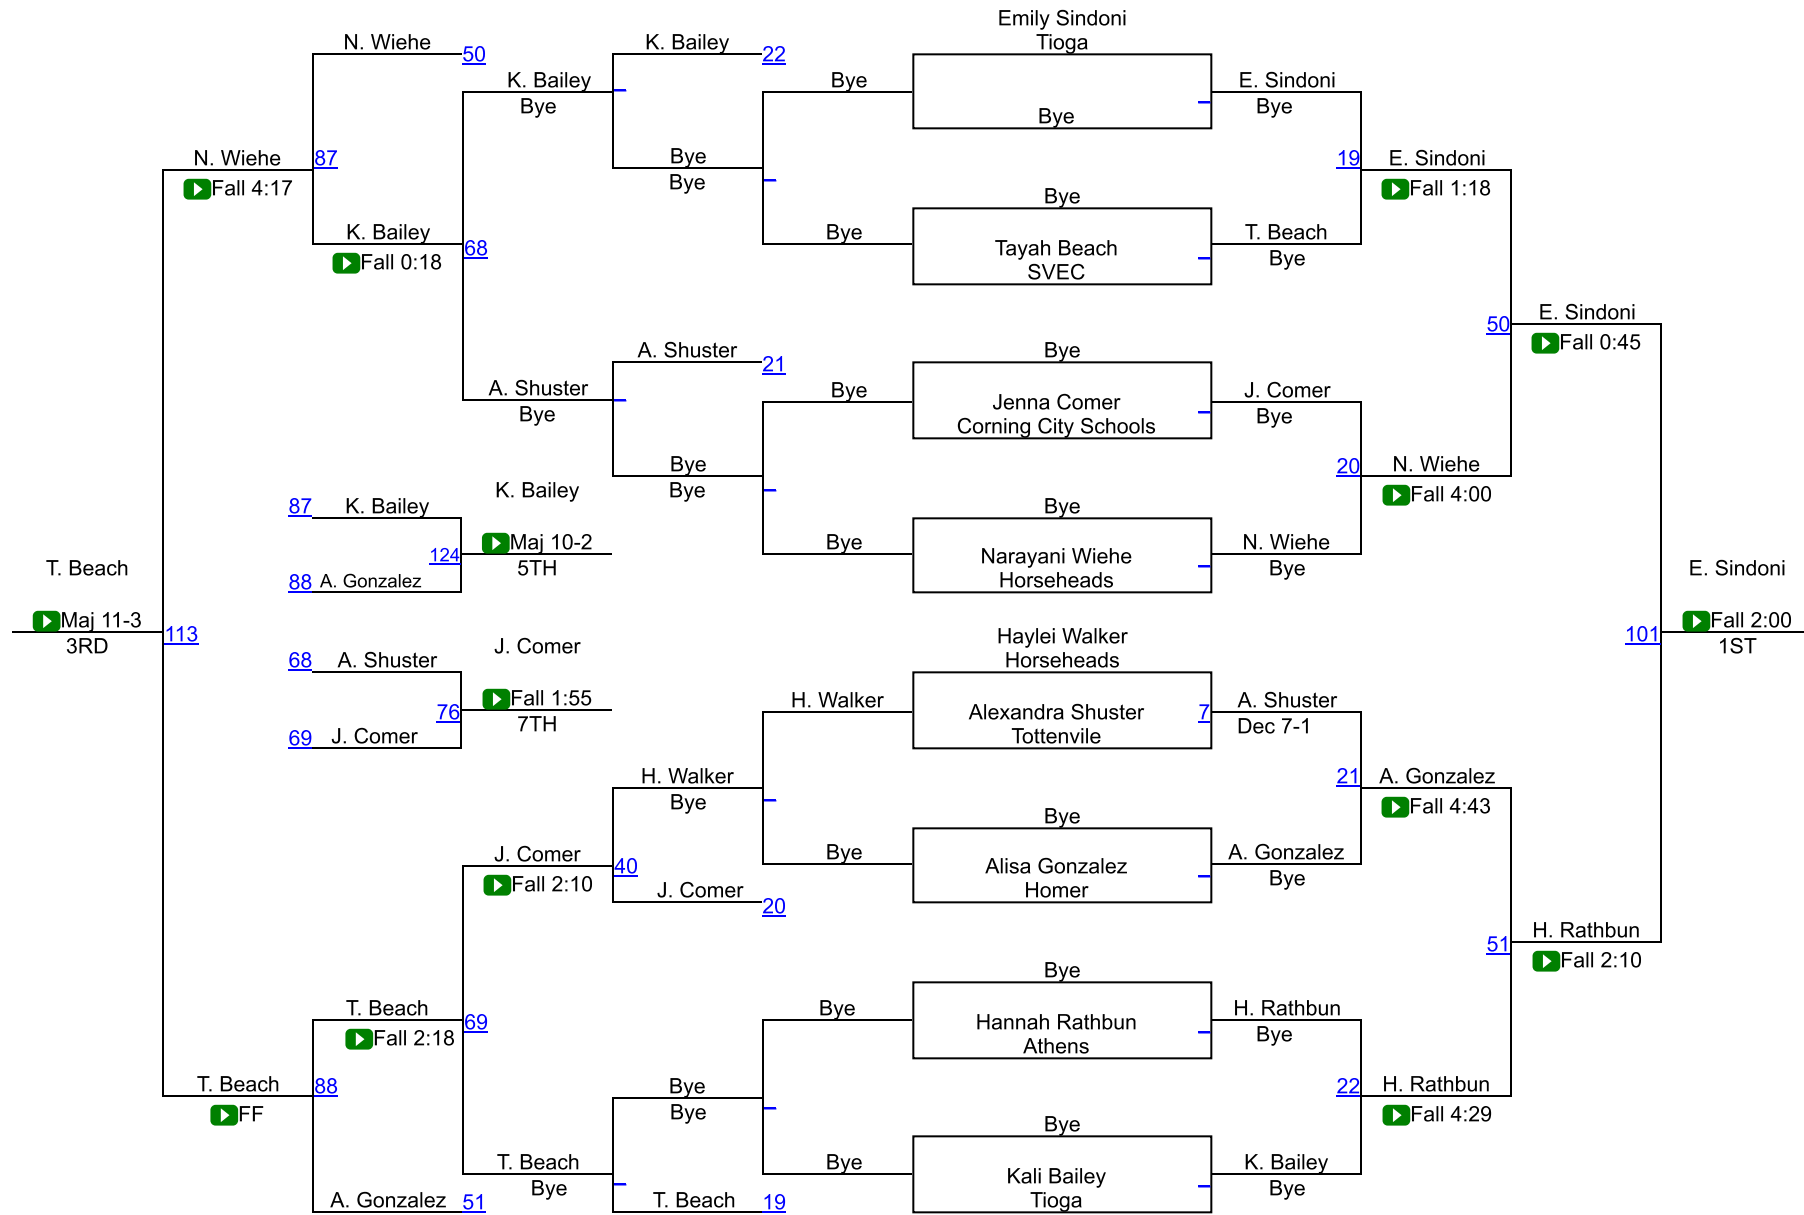 Emily Sindoni
Tioga
N. Wiehe
50
K. Bailey
22
K. Bailey
Bye
Bye
E. Sindoni
Bye
Bye
Bye
N. Wiehe
87
Bye
Bye
19
E. Sindoni
Fall 4:17
Fall 1:18
Bye
K. Bailey
68
Fall 0:18
Bye
Tayah Beach
SVEC
T. Beach
Bye
E. Sindoni
50
Fall 0:45
A. Shuster
21
Bye
A. Shuster
Bye
Bye
Jenna Comer
Corning City Schools
J. Comer
Bye
Bye
Bye
20
N. Wiehe
Fall 4:00
K. Bailey
87
K. Bailey
Bye
124
Maj 10-2
5TH
88
A. Gonzalez
Bye
Narayani Wiehe
Horseheads
N. Wiehe
Bye
T. Beach
Maj 11-3
3RD
113
E. Sindoni
Fall 2:00
1ST
101
J. Comer
68
A. Shuster
76
Fall 1:55
7TH
69
J. Comer
Haylei Walker
Horseheads
H. Walker
Alexandra Shuster
Tottenvile
7
A. Shuster
Dec 7-1
H. Walker
Bye
21
A. Gonzalez
Fall 4:43
Bye
J. Comer
40
Fall 2:10
J. Comer
20
Bye
Alisa Gonzalez
Homer
A. Gonzalez
Bye
51
H. Rathbun
Fall 2:10
Bye
T. Beach
69
Fall 2:18
Bye
Hannah Rathbun
Athens
H. Rathbun
Bye
T. Beach
88
FF
Bye
Bye
22
H. Rathbun
Fall 4:29
Bye
T. Beach
Bye
Bye
Kali Bailey
Tioga
K. Bailey
Bye
A. Gonzalez
51
T. Beach
19